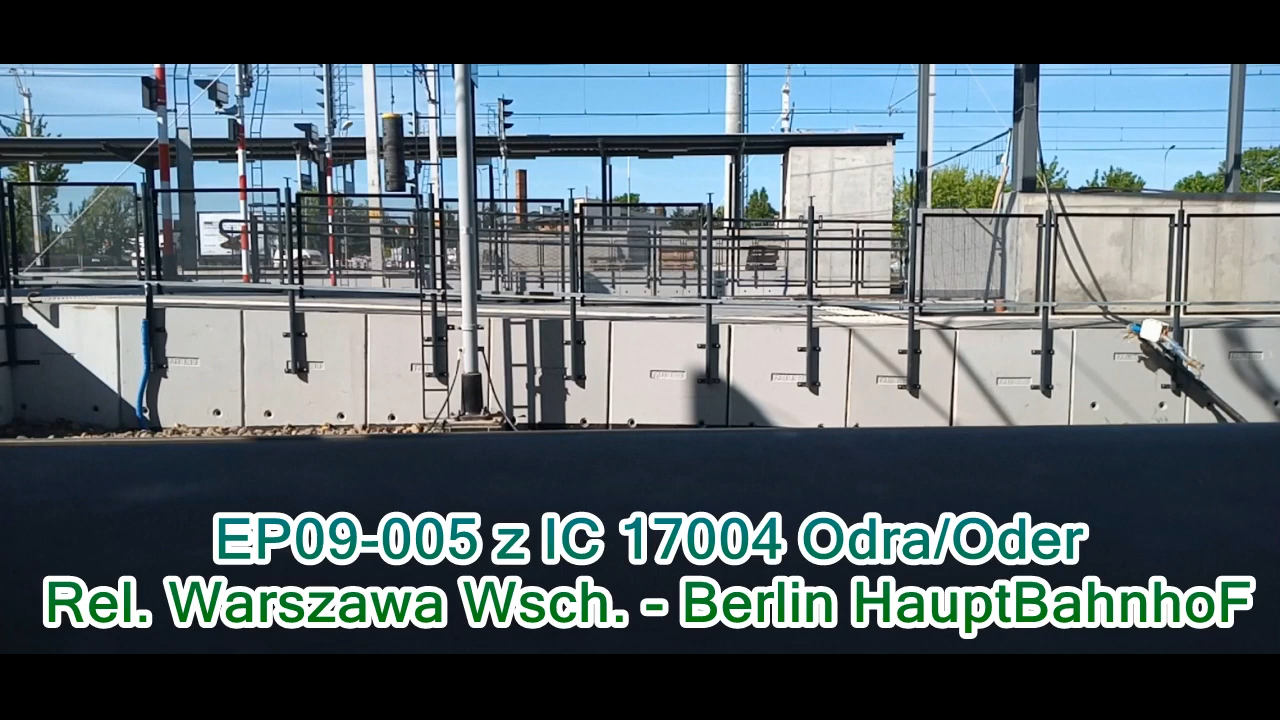 EP09-005 z IC 17004 Odra/Oder
Rel. Warszawa Wsch. - Berlin HauptBahnhoF